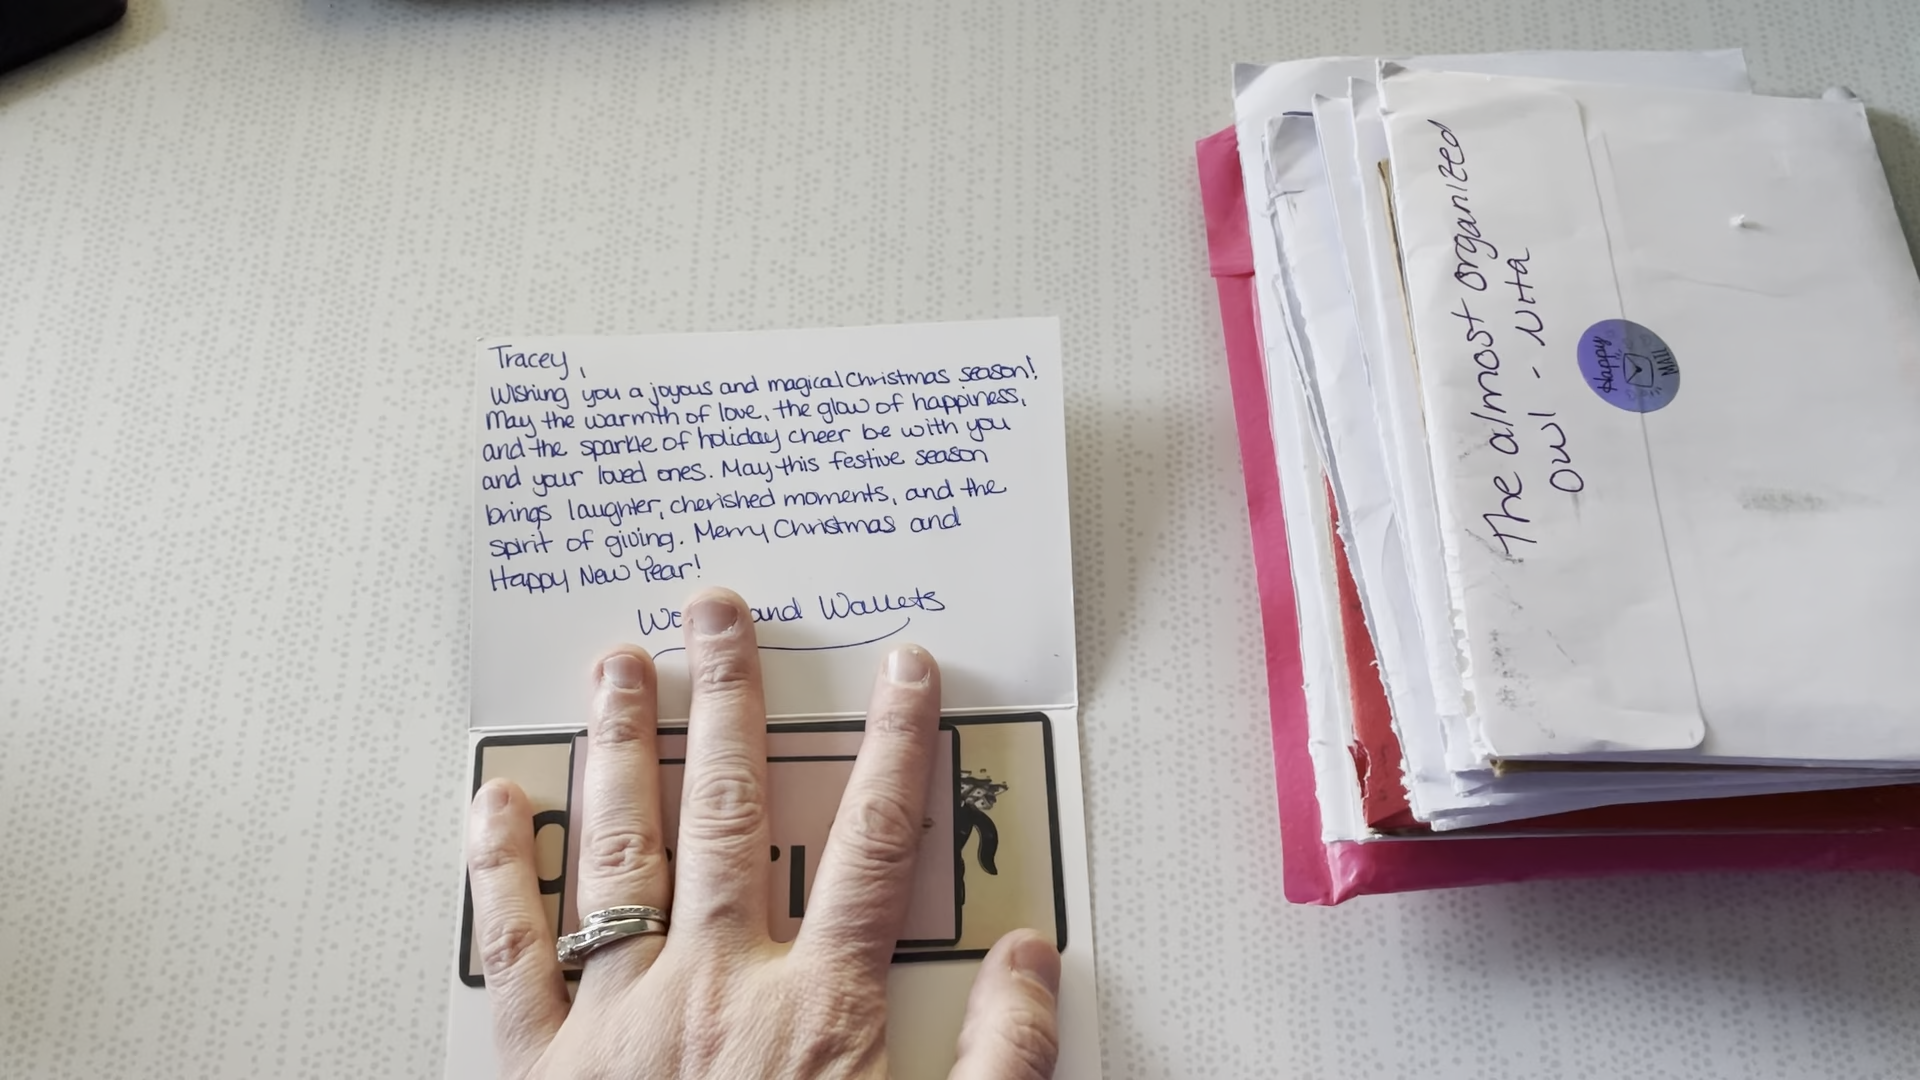 Tracey,
Wishing you a joyous and magical Christmas season!
May the warmth of love, the glow of happiness,
and the sparkle of holiday cheer be with you
and your loved ones. May this festive season
brings laughter, cherished moments, and the
spirit of giving. Merry Christmas and
Happy New Year!
and Wallets
The almost organized
Owl - Nita
Happy
MAIL